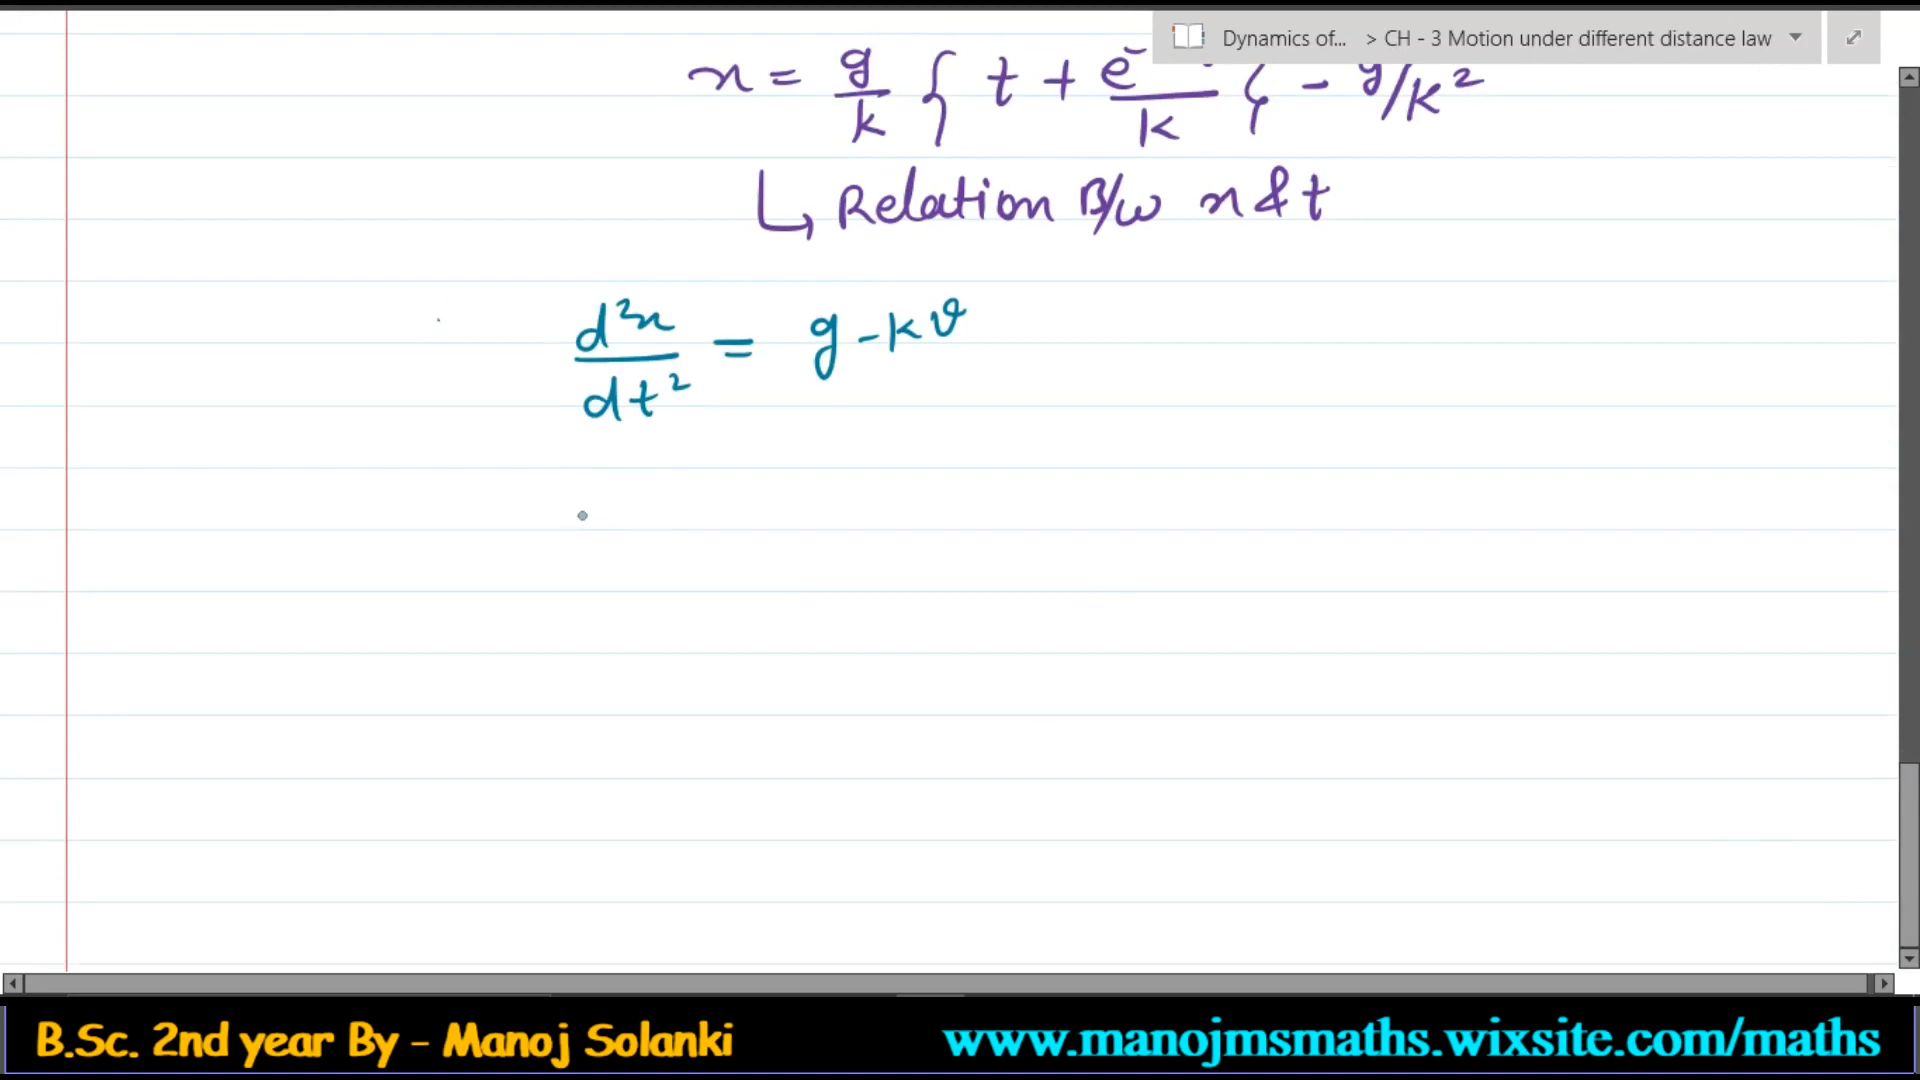 Dynamics of... > CH - 3 Motion under different distance law
x = g/k { t + e^-/k } - g/k²
↳ Relation B/w x & t
d²x/dt² = g - kv
B.Sc. 2nd year By - Manoj Solanki
www.manojmsmaths.wixsite.com/maths